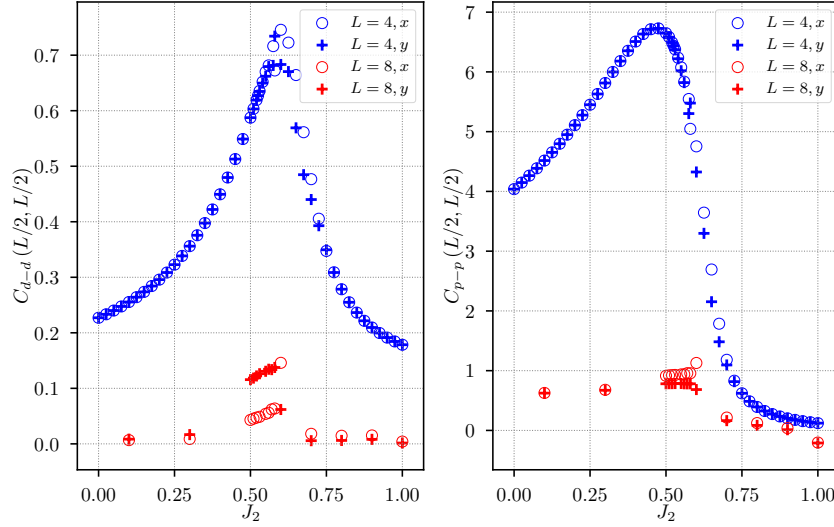 0.7
0.6
0.5
0.4
0.3
0.2
0.1
0.0
C_{d−d} (L/2, L/2)
0.00 0.25 0.50 0.75 1.00
J_2
L = 4, x
L = 4, y
L = 8, x
L = 8, y
7
6
5
4
3
2
1
0
C_{p−p} (L/2, L/2)
0.00 0.25 0.50 0.75 1.00
J_2
L = 4, x
L = 4, y
L = 8, x
L = 8, y